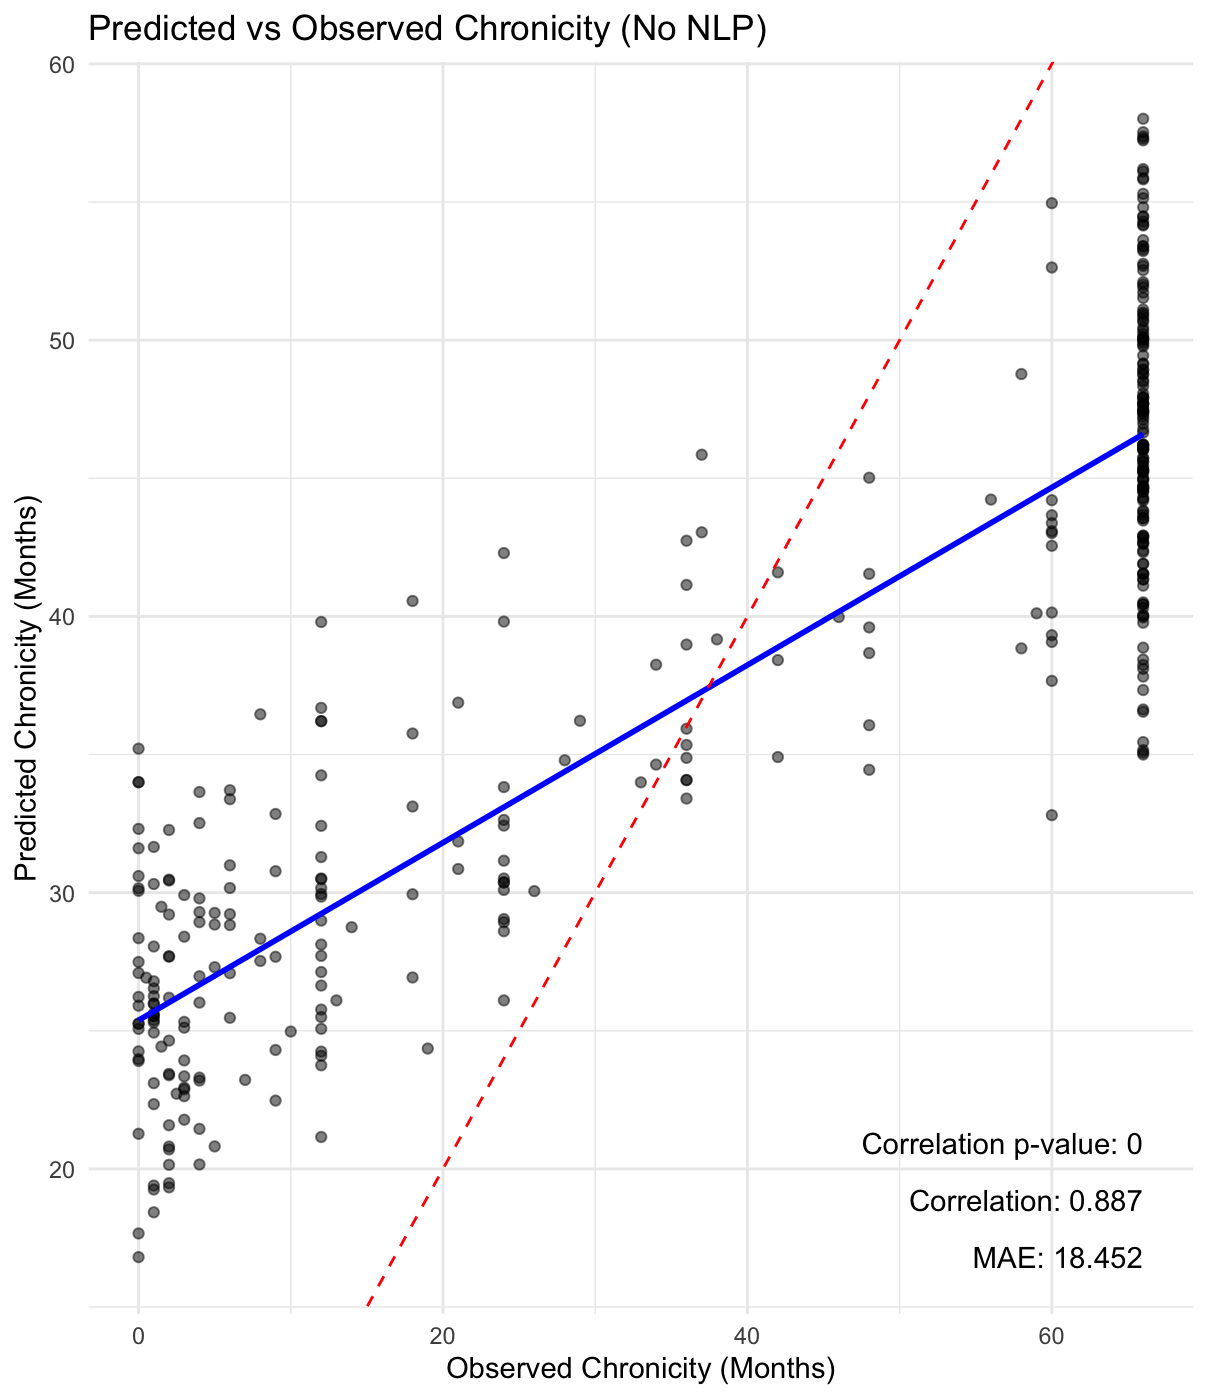 Predicted vs Observed Chronicity (No NLP)
60
50
40
30
20
Predicted Chronicity (Months)
Correlation p-value: 0
Correlation: 0.887
MAE: 18.452
0 20 40 60
Observed Chronicity (Months)